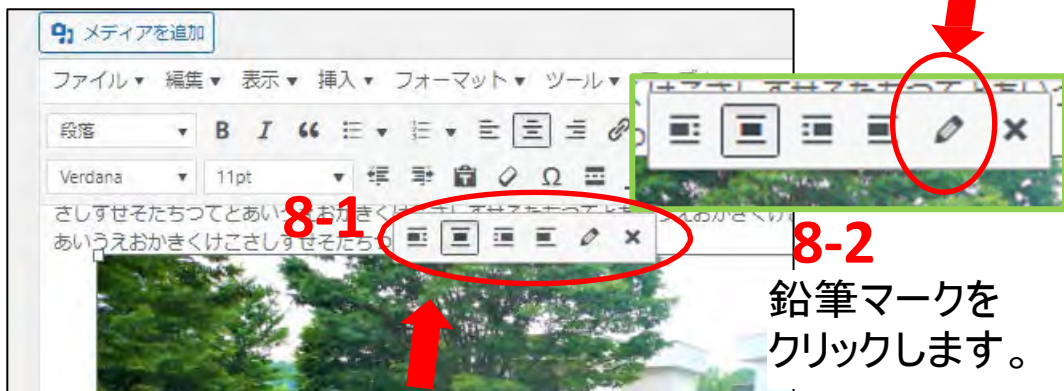 メディアを追加
ファイル▼ 編集▼ 表示▼ 挿入▼ フォーマット▼ ツール▼
段落 ▼ B I
Verdana ▼ 11pt ▼ Ω
8-1
8-2
鉛筆マークを
クリックします。
あいうえおかきくけこさしすせそたちつ